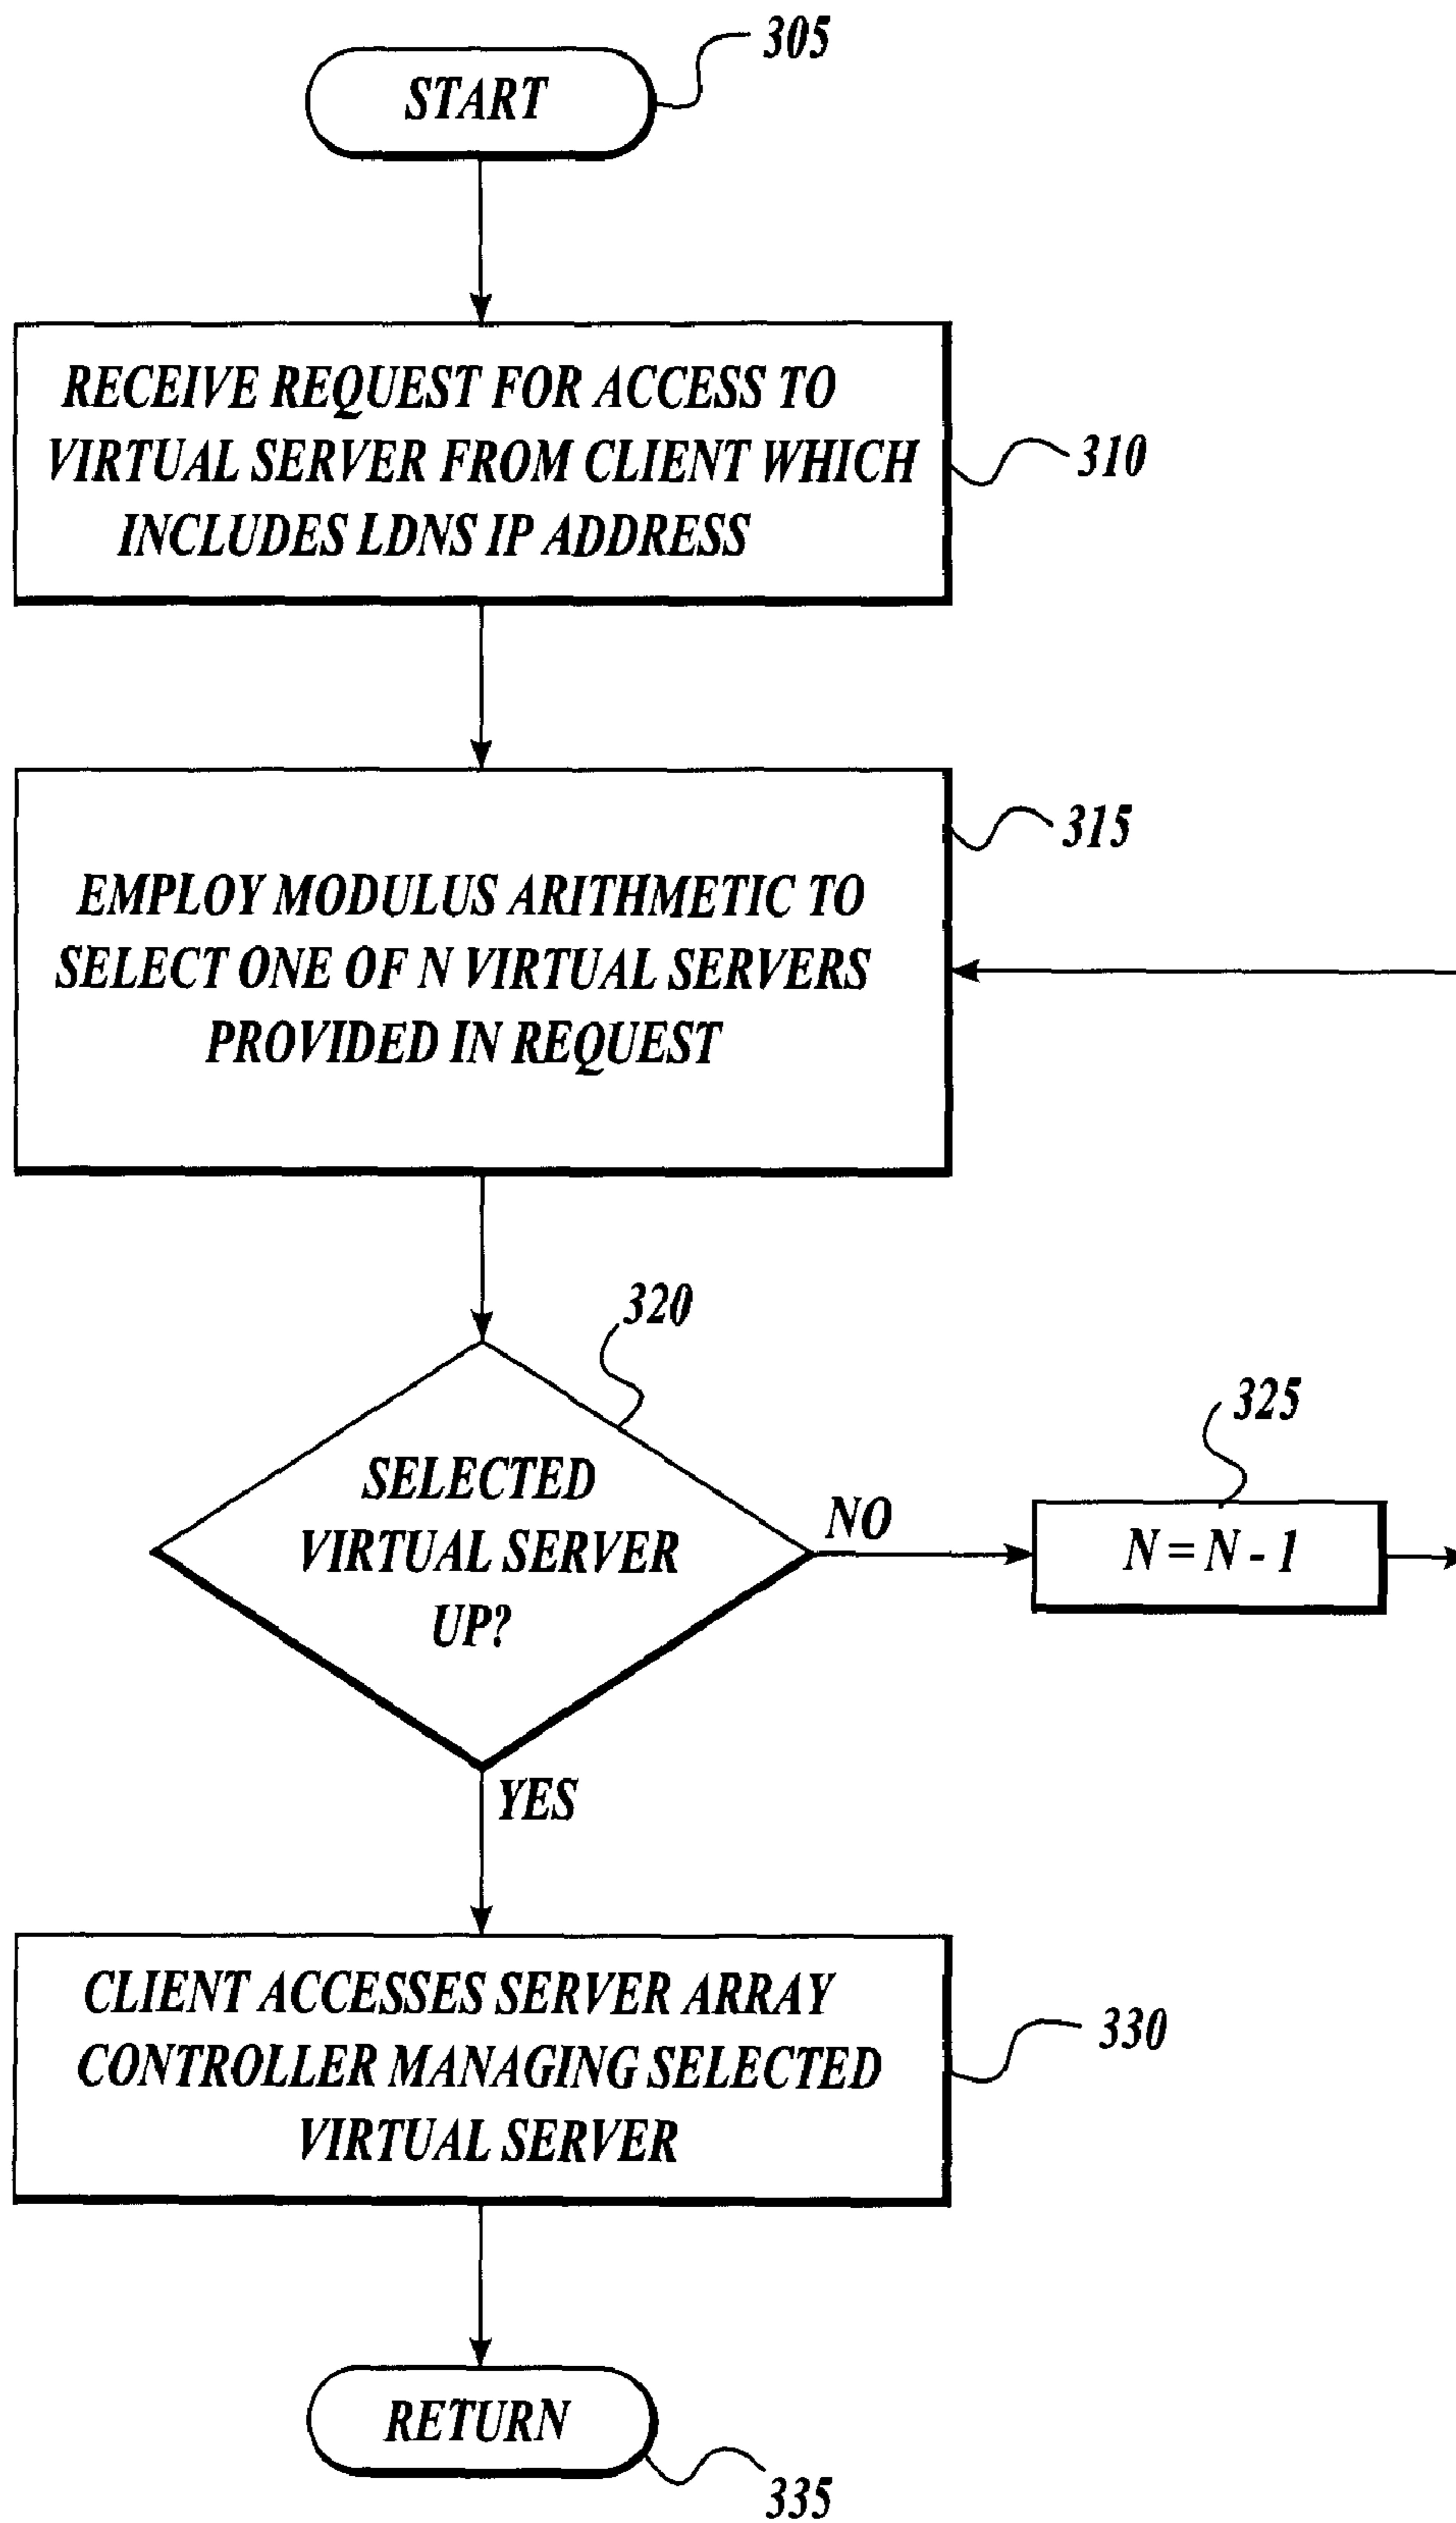 START
305
RECEIVE REQUEST FOR ACCESS TO
VIRTUAL SERVER FROM CLIENT WHICH
INCLUDES LDNS IP ADDRESS
310
315
EMPLOY MODULUS ARITHMETIC TO
SELECT ONE OF N VIRTUAL SERVERS
PROVIDED IN REQUEST
320
SELECTED
VIRTUAL SERVER
UP?
NO
325
N = N - 1
YES
CLIENT ACCESSES SERVER ARRAY
CONTROLLER MANAGING SELECTED
VIRTUAL SERVER
330
RETURN
335